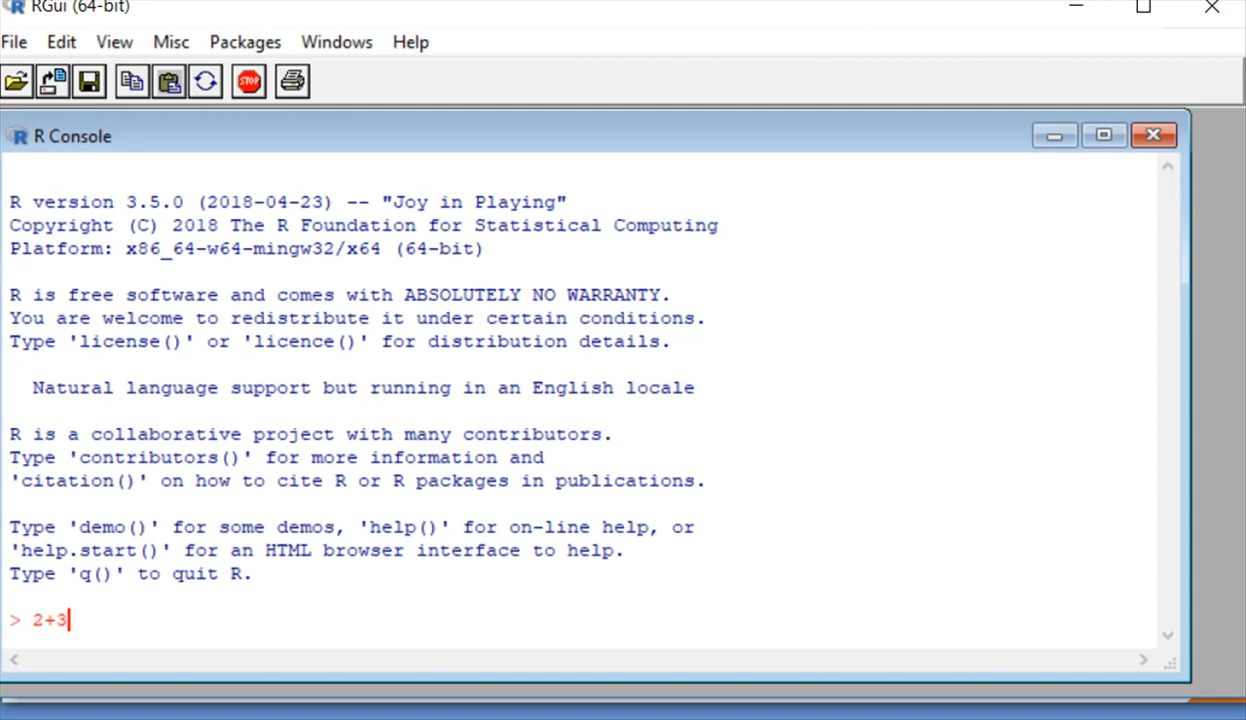 RGui (64-bit)
File Edit View Misc Packages Windows Help
STOP
R Console
R version 3.5.0 (2018-04-23) -- "Joy in Playing"
Copyright (C) 2018 The R Foundation for Statistical Computing
Platform: x86_64-w64-mingw32/x64 (64-bit)
R is free software and comes with ABSOLUTELY NO WARRANTY.
You are welcome to redistribute it under certain conditions.
Type 'license()' or 'licence()' for distribution details.
Natural language support but running in an English locale
R is a collaborative project with many contributors.
Type 'contributors()' for more information and
'citation()' on how to cite R or R packages in publications.
Type 'demo()' for some demos, 'help()' for on-line help, or
'help.start()' for an HTML browser interface to help.
Type 'q()' to quit R.
> 2+3